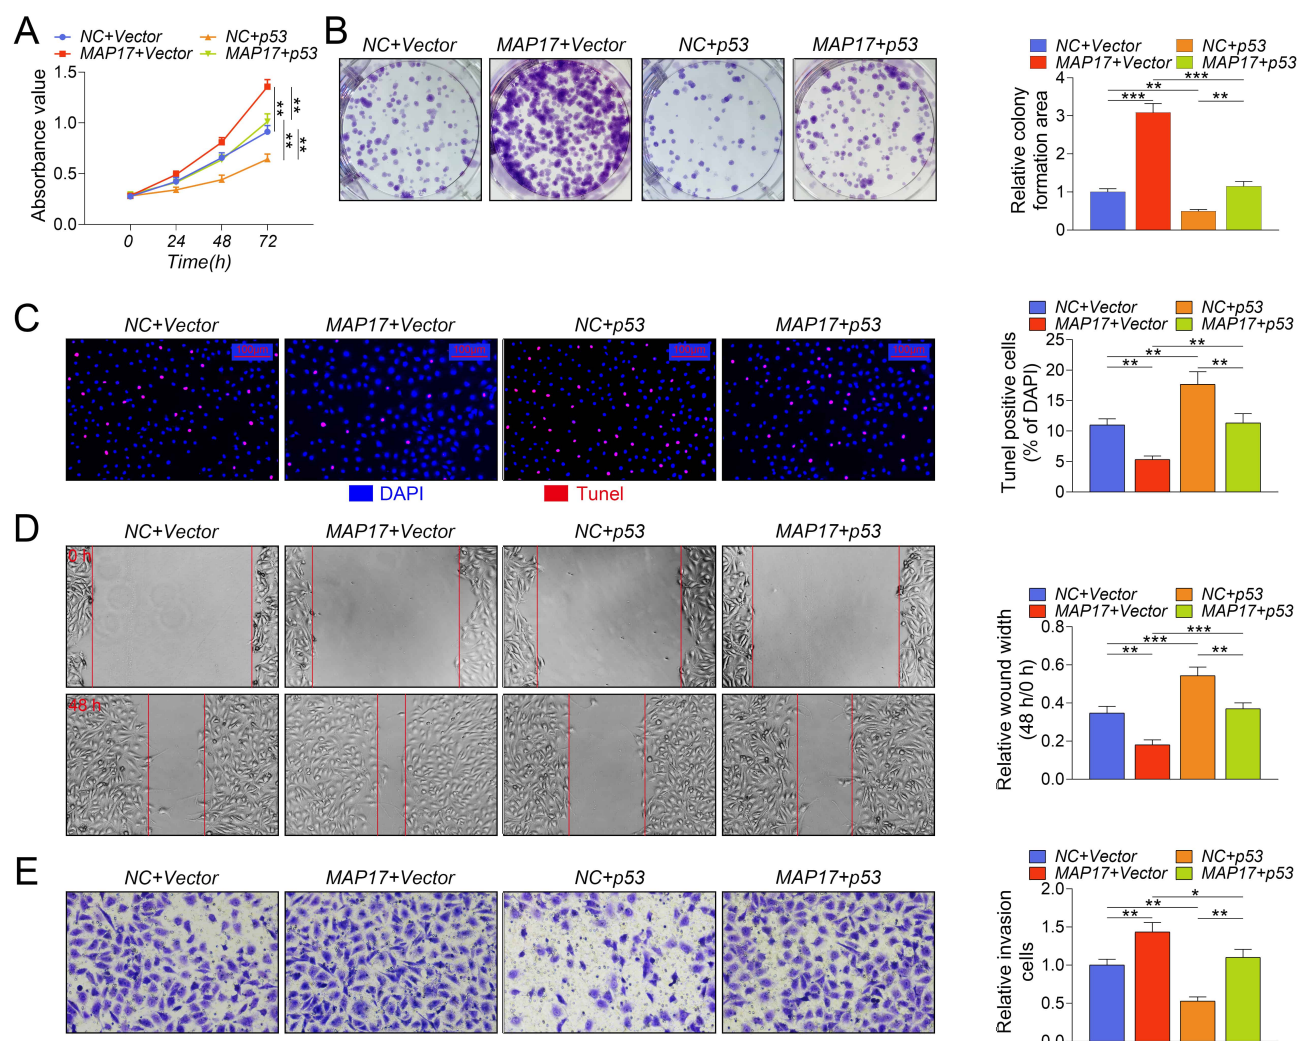 A
NC+Vector NC+p53
MAP17+Vector MAP17+p53
Absorbance value
1.5
1.0
0.5
0.0
** ** ** **
0 24 48 72
Time(h)
B
NC+Vector MAP17+Vector NC+p53 MAP17+p53
NC+Vector NC+p53
MAP17+Vector MAP17+p53
Relative colony
formation area
4
3
2
1
0
***
**
*** **
C
NC+Vector MAP17+Vector NC+p53 MAP17+p53
100μm 100μm 100μm 100μm
DAPI Tunel
NC+Vector NC+p53
MAP17+Vector MAP17+p53
Tunel positive cells
(% of DAPI)
25
20
15
10
5
0
**
**
** **
D
NC+Vector MAP17+Vector NC+p53 MAP17+p53
0 h
48 h
NC+Vector NC+p53
MAP17+Vector MAP17+p53
Relative wound width
(48 h/0 h)
0.8
0.6
0.4
0.2
0.0
***
***
** **
E
NC+Vector MAP17+Vector NC+p53 MAP17+p53
NC+Vector NC+p53
MAP17+Vector MAP17+p53
Relative invasion
cells
2.0
1.5
1.0
0.5
0.0
*
**
** **